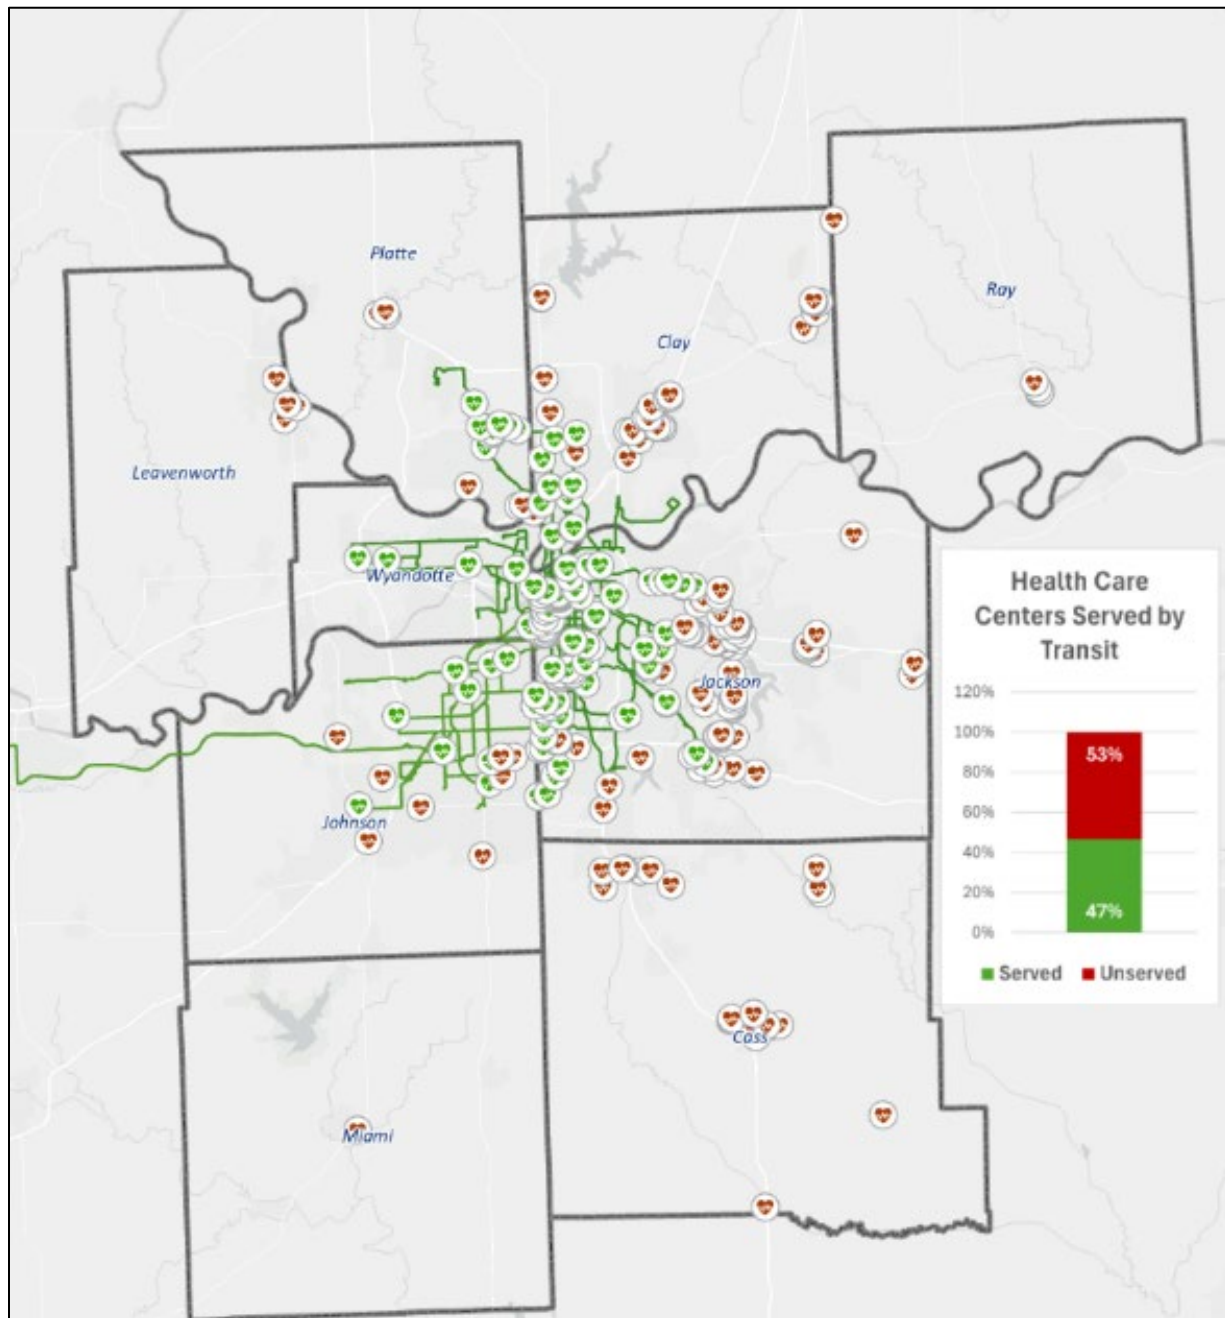 Platte
Ray
Clay
Leavenworth
Wyandotte
Jackson
Johnson
Cass
Miami
Health Care
Centers Served by
Transit
120%
100%
53%
80%
60%
40%
20%
47%
0%
Served Unserved